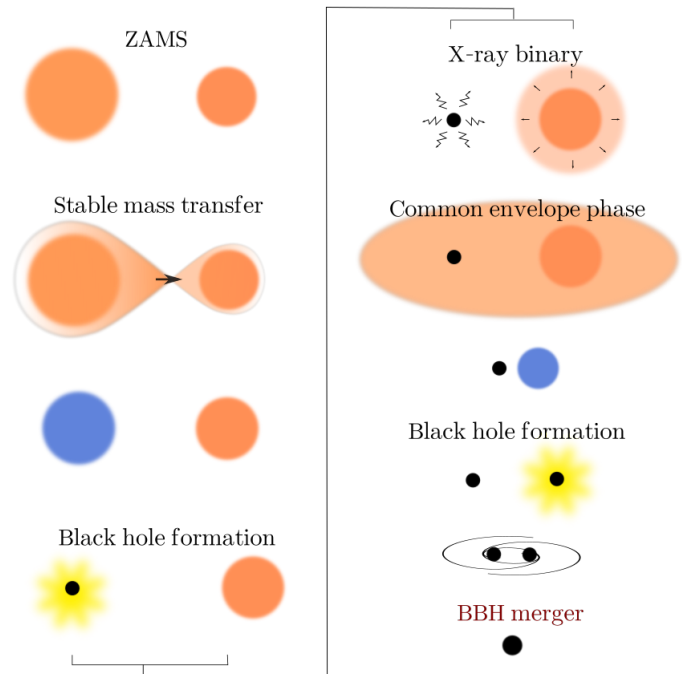 ZAMS
Stable mass transfer
Black hole formation
X-ray binary
Common envelope phase
Black hole formation
BBH merger